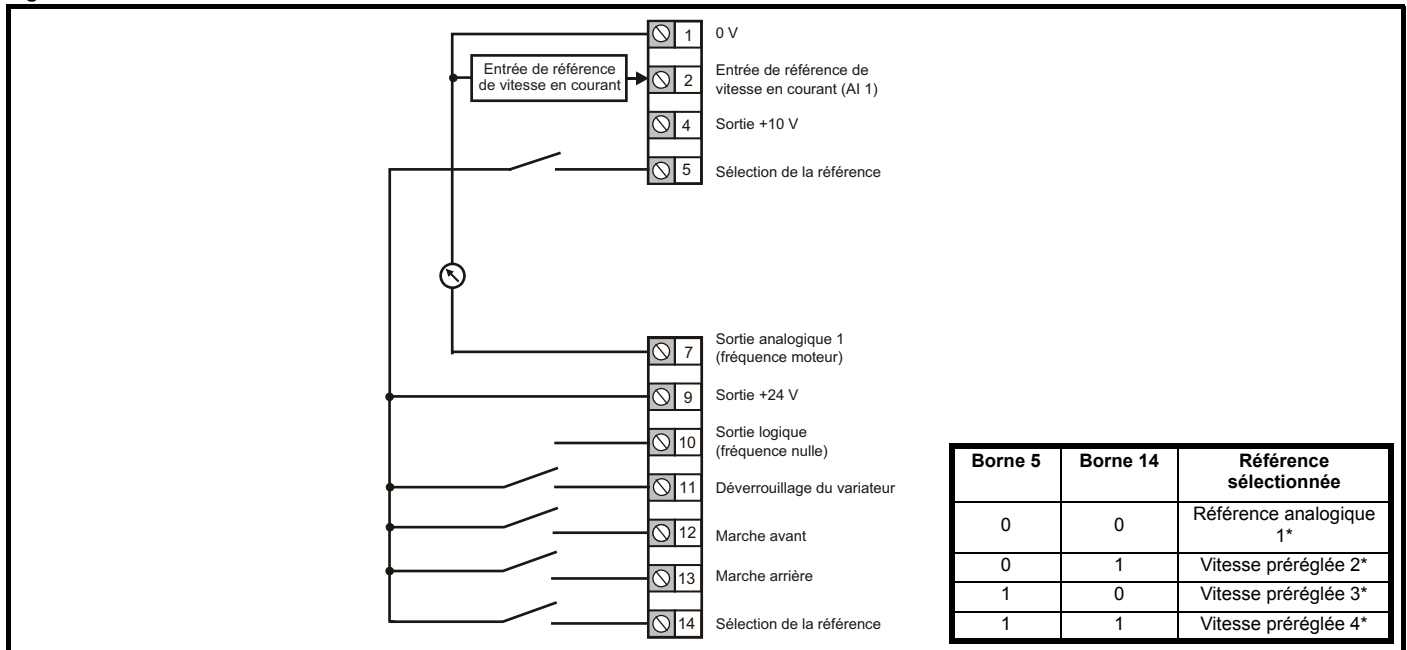 1
0 V
Entrée de référence
de vitesse en courant
2
Entrée de référence de
vitesse en courant (AI 1)
4
Sortie +10 V
5
Sélection de la référence
7
Sortie analogique 1
(fréquence moteur)
9
Sortie +24 V
10
Sortie logique
(fréquence nulle)
11
Déverrouillage du variateur
12
Marche avant
13
Marche arrière
14
Sélection de la référence
Borne 5 Borne 14 Référence
sélectionnée
0 0 Référence analogique
1*
0 1 Vitesse préréglée 2*
1 0 Vitesse préréglée 3*
1 1 Vitesse préréglée 4*